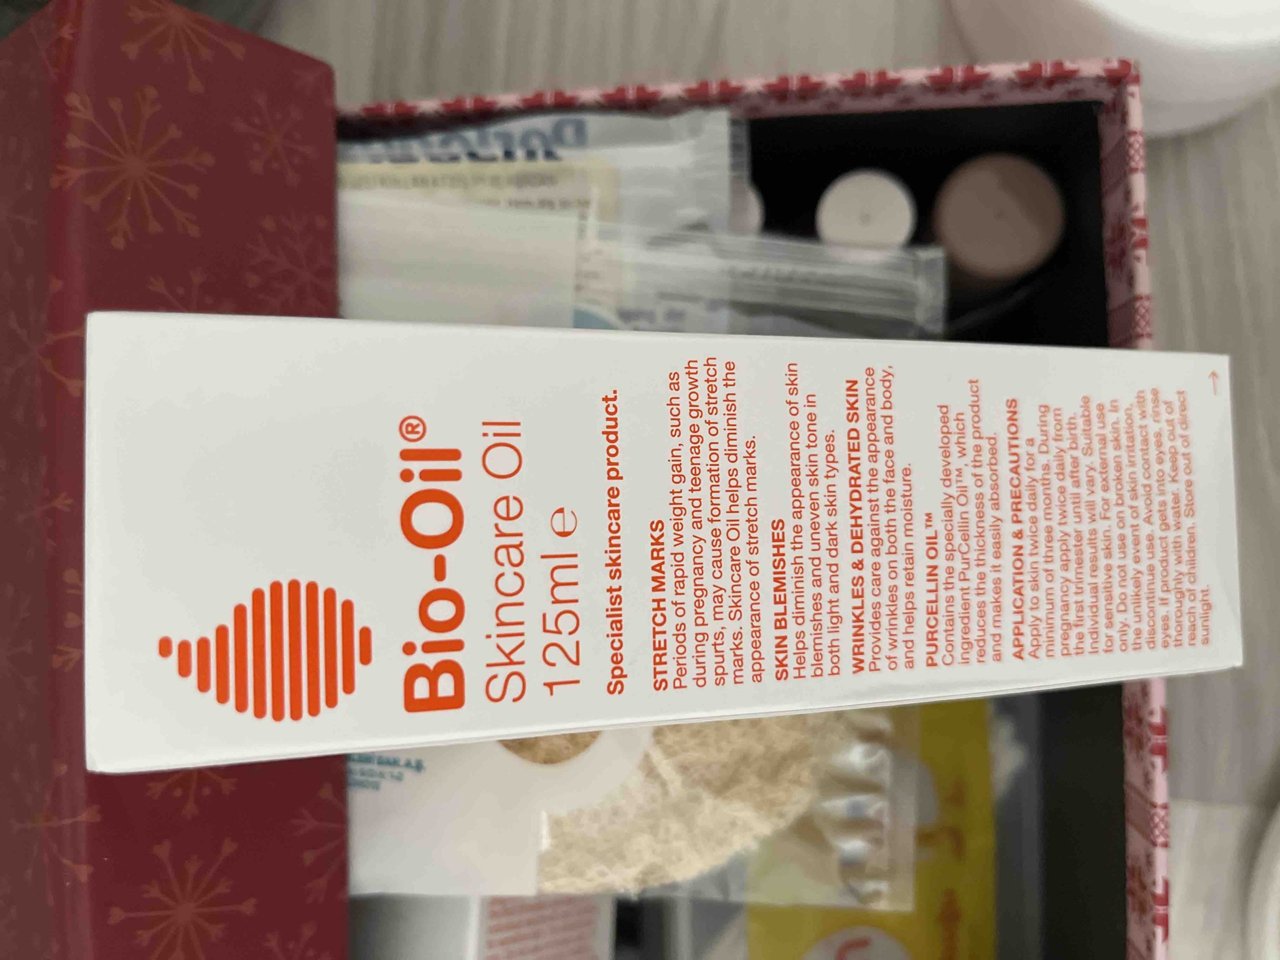 Bio-Oil®
Skincare Oil
125ml ℮
Specialist skincare product.
STRETCH MARKS
Periods of rapid weight gain, such as
during pregnancy and teenage growth
spurts, may cause formation of stretch
marks. Skincare Oil helps diminish the
appearance of stretch marks.
SKIN BLEMISHES
Helps diminish the appearance of skin
blemishes and uneven skin tone in
both light and dark skin types.
WRINKLES & DEHYDRATED SKIN
Provides care against the appearance
of wrinkles on both the face and body,
and helps retain moisture.
PURCELLIN OIL™
Contains the specially developed
ingredient PurCellin Oil™, which
reduces the thickness of the product
and makes it easily absorbed.
APPLICATION & PRECAUTIONS
Apply to skin twice daily for a
minimum of three months. During
pregnancy apply twice daily from
the first trimester until after birth.
Individual results will vary. Suitable
for sensitive skin. For external use
only. Do not use on broken skin. In
the unlikely event of skin irritation,
discontinue use. Avoid contact with
eyes. If product gets into eyes, rinse
thoroughly with water. Keep out of
reach of children. Store out of direct
sunlight.
→